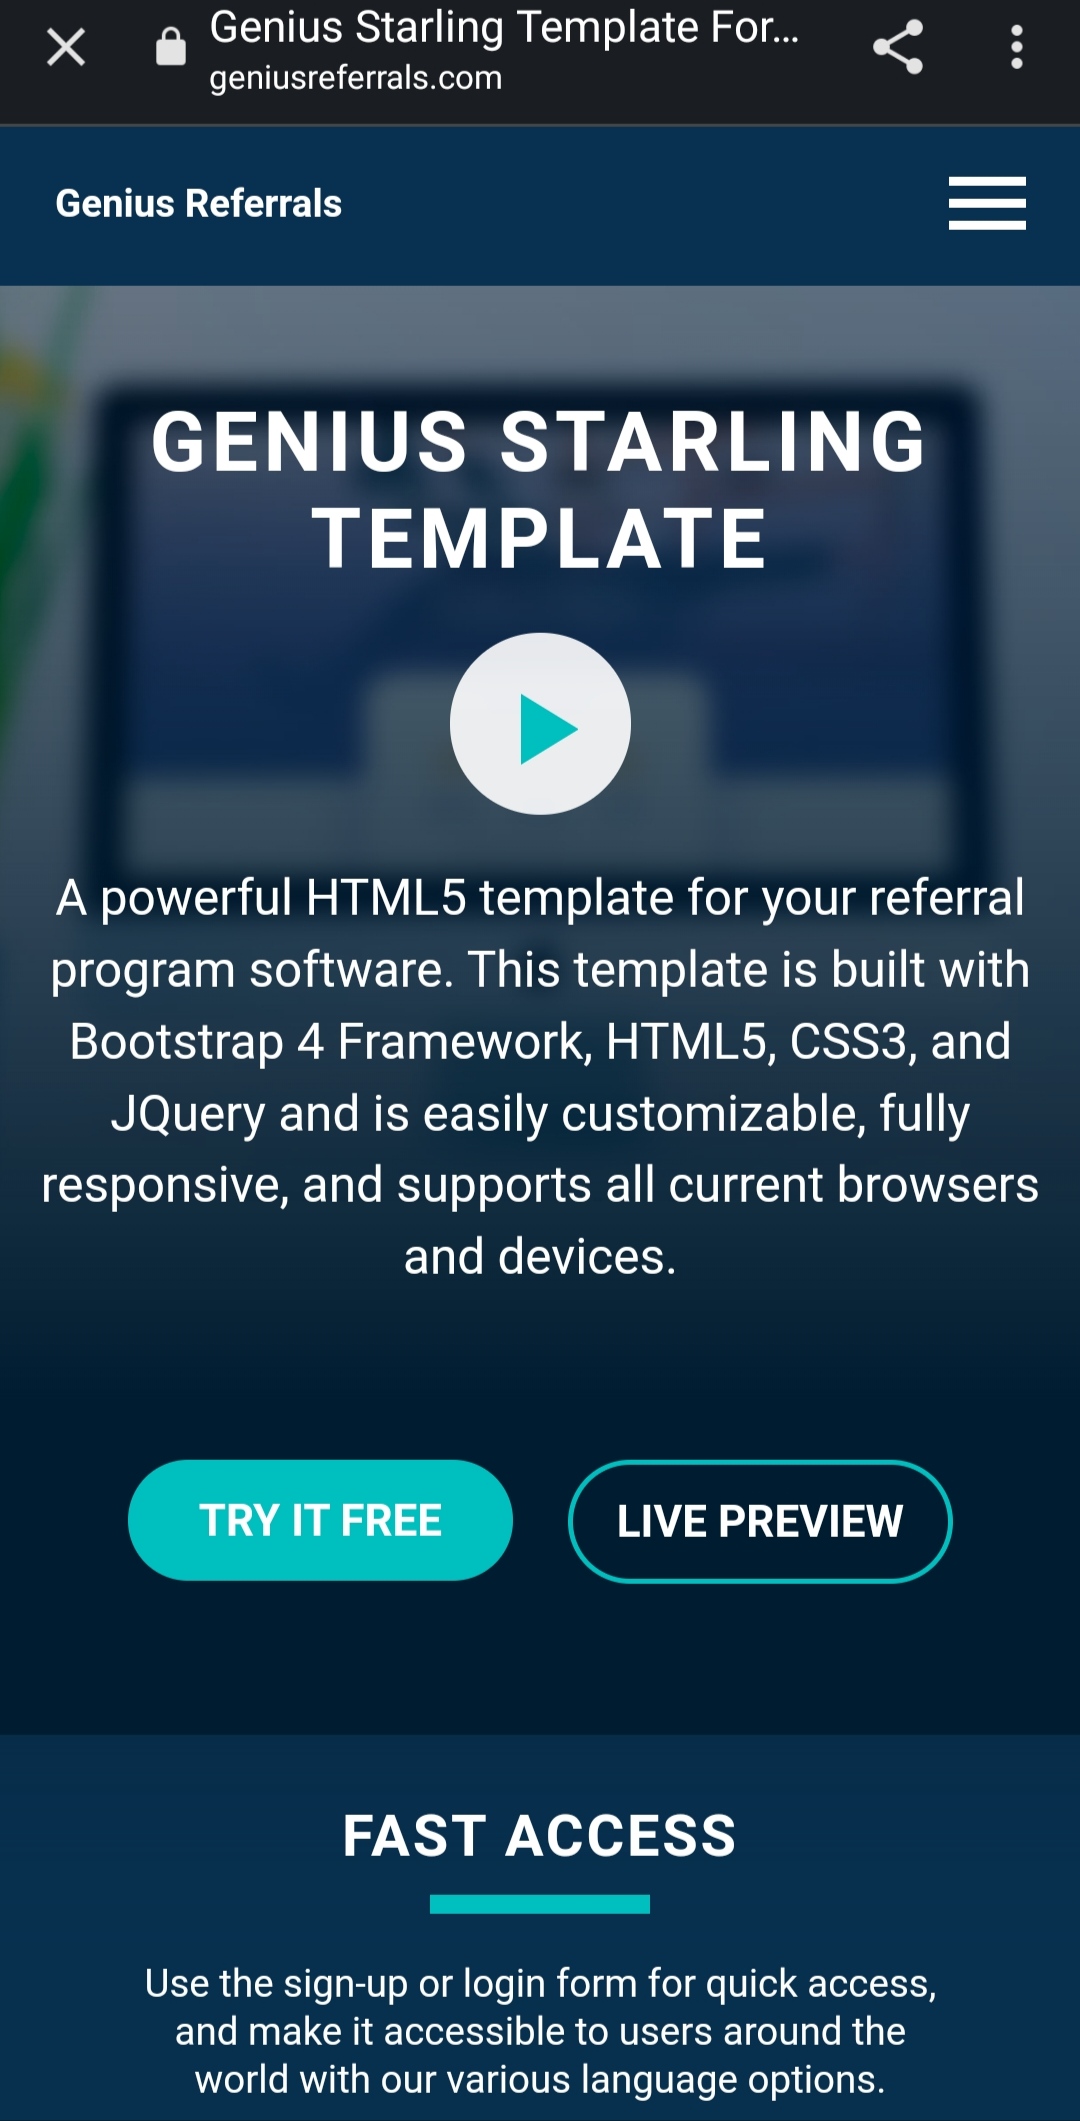 Genius Starling Template For...
geniusreferrals.com
Genius Referrals
GENIUS STARLING
TEMPLATE
A powerful HTML5 template for your referral
program software. This template is built with
Bootstrap 4 Framework, HTML5, CSS3, and
JQuery and is easily customizable, fully
responsive, and supports all current browsers
and devices.
TRY IT FREE
LIVE PREVIEW
FAST ACCESS
Use the sign-up or login form for quick access,
and make it accessible to users around the
world with our various language options.